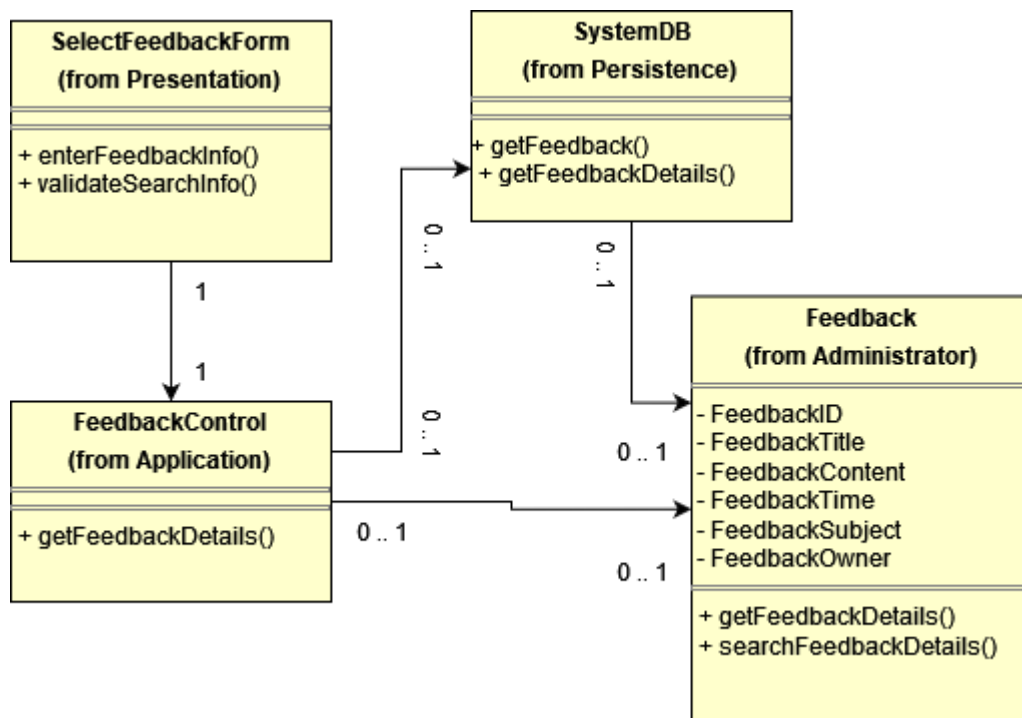 SelectFeedbackForm
(from Presentation)
+ enterFeedbackInfo()
+ validateSearchInfo()
SystemDB
(from Persistence)
+ getFeedback()
+ getFeedbackDetails()
0 .. 1
0 .. 1
1
1
Feedback
(from Administrator)
- FeedbackID
- FeedbackTitle
- FeedbackContent
- FeedbackTime
- FeedbackSubject
- FeedbackOwner
+ getFeedbackDetails()
+ searchFeedbackDetails()
FeedbackControl
(from Application)
+ getFeedbackDetails()
0 .. 1
0 .. 1
0 .. 1
0 .. 1